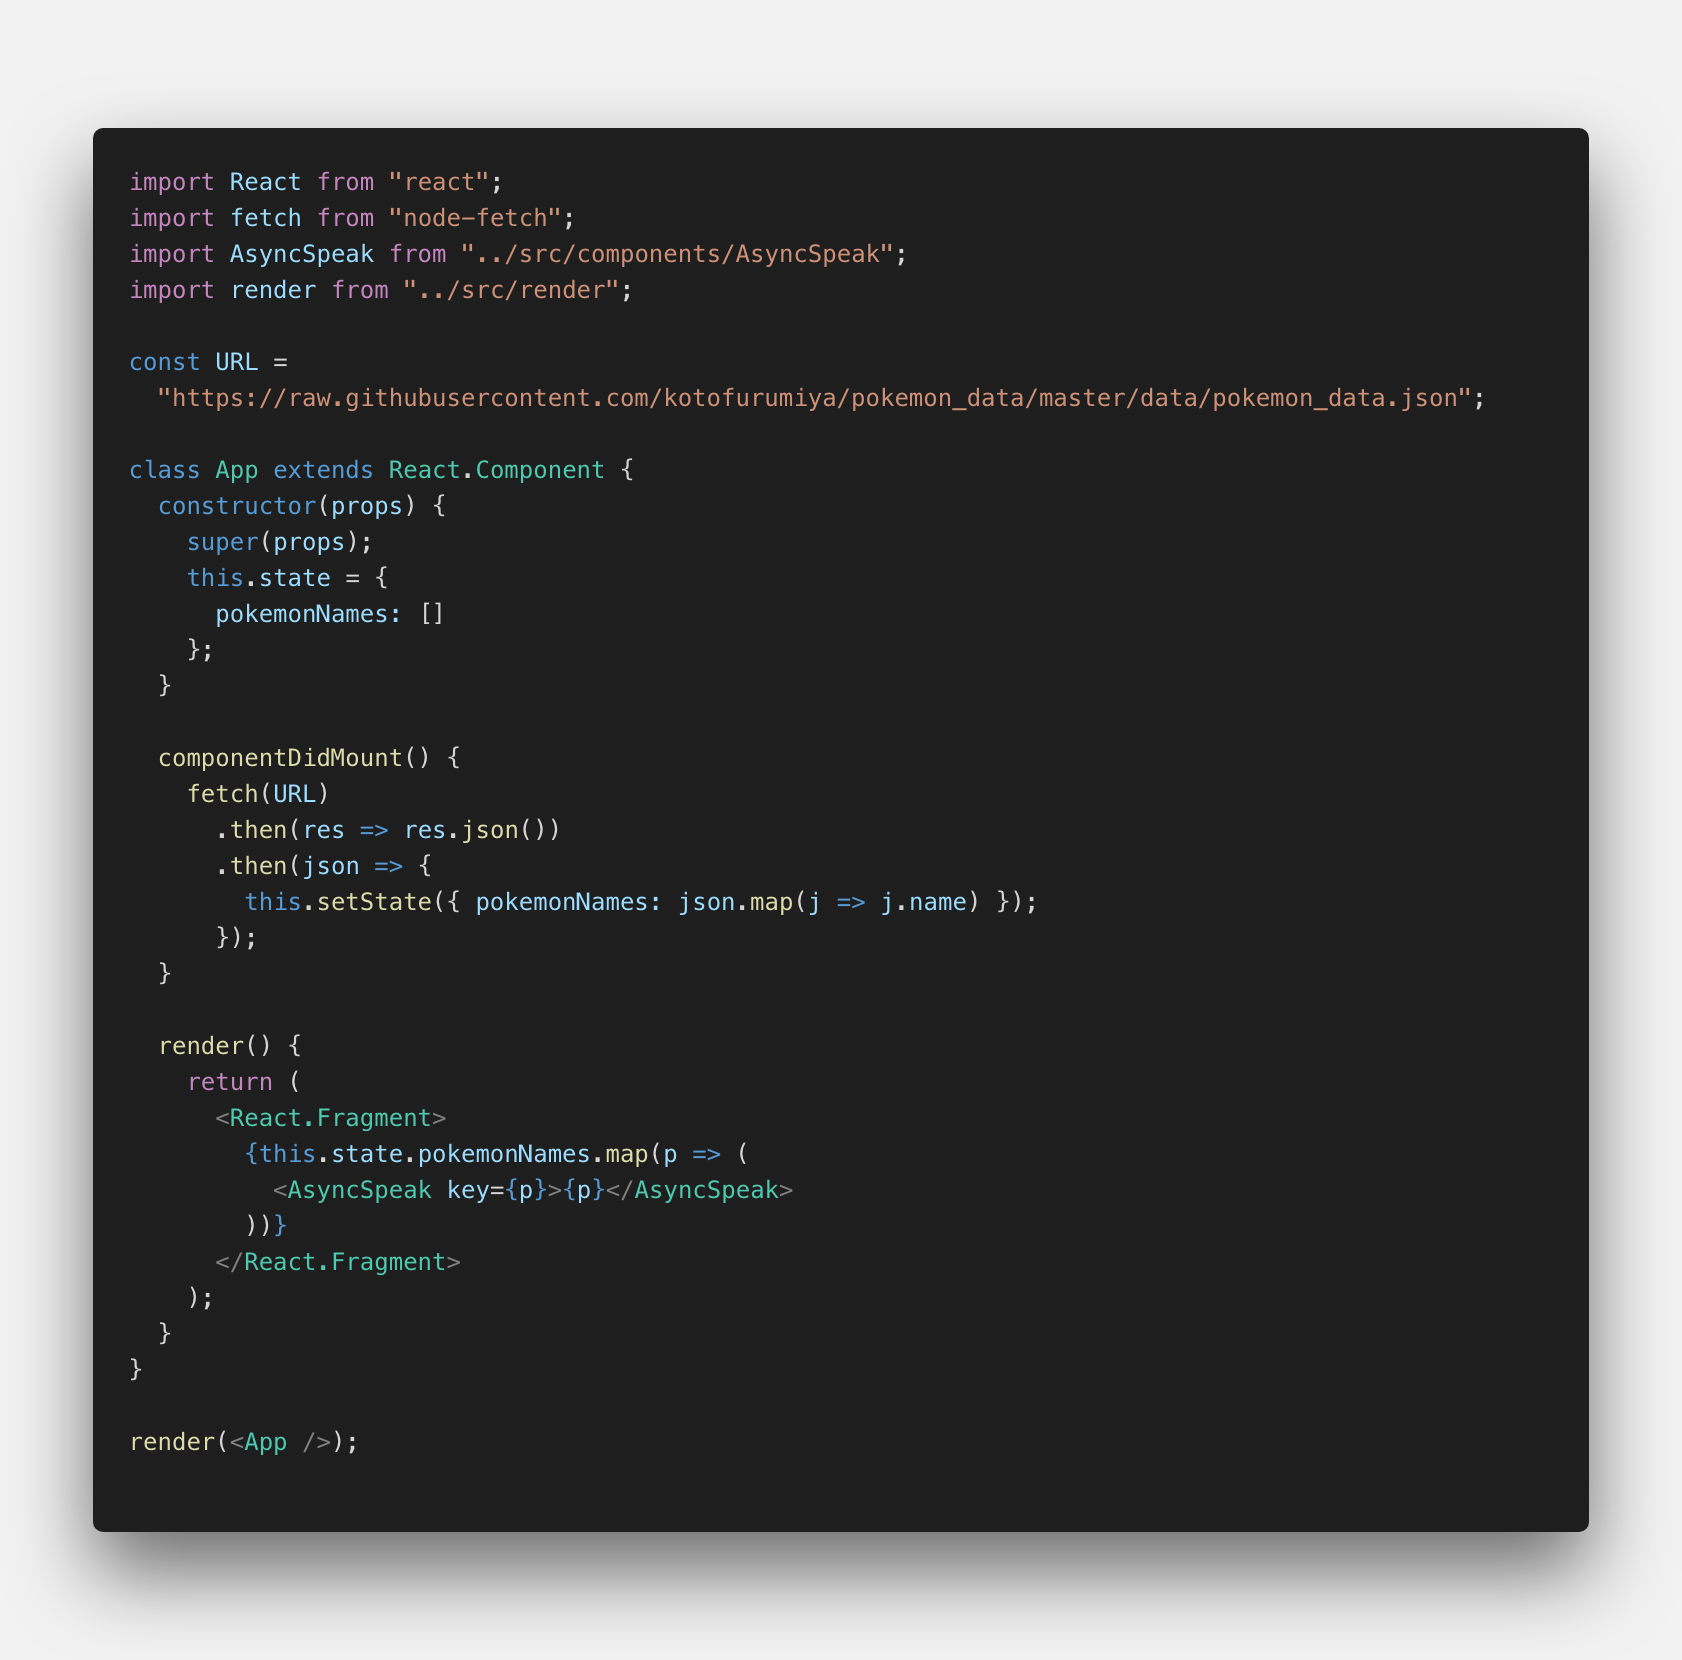 import React from "react";
import fetch from "node-fetch";
import AsyncSpeak from "../src/components/AsyncSpeak";
import render from "../src/render";

const URL =
  "https://raw.githubusercontent.com/kotofurumiya/pokemon_data/master/data/pokemon_data.json";

class App extends React.Component {
  constructor(props) {
    super(props);
    this.state = {
      pokemonNames: []
    };
  }

  componentDidMount() {
    fetch(URL)
      .then(res => res.json())
      .then(json => {
        this.setState({ pokemonNames: json.map(j => j.name) });
      });
  }

  render() {
    return (
      <React.Fragment>
        {this.state.pokemonNames.map(p => (
          <AsyncSpeak key={p}>{p}</AsyncSpeak>
        ))}
      </React.Fragment>
    );
  }
}

render(<App />);